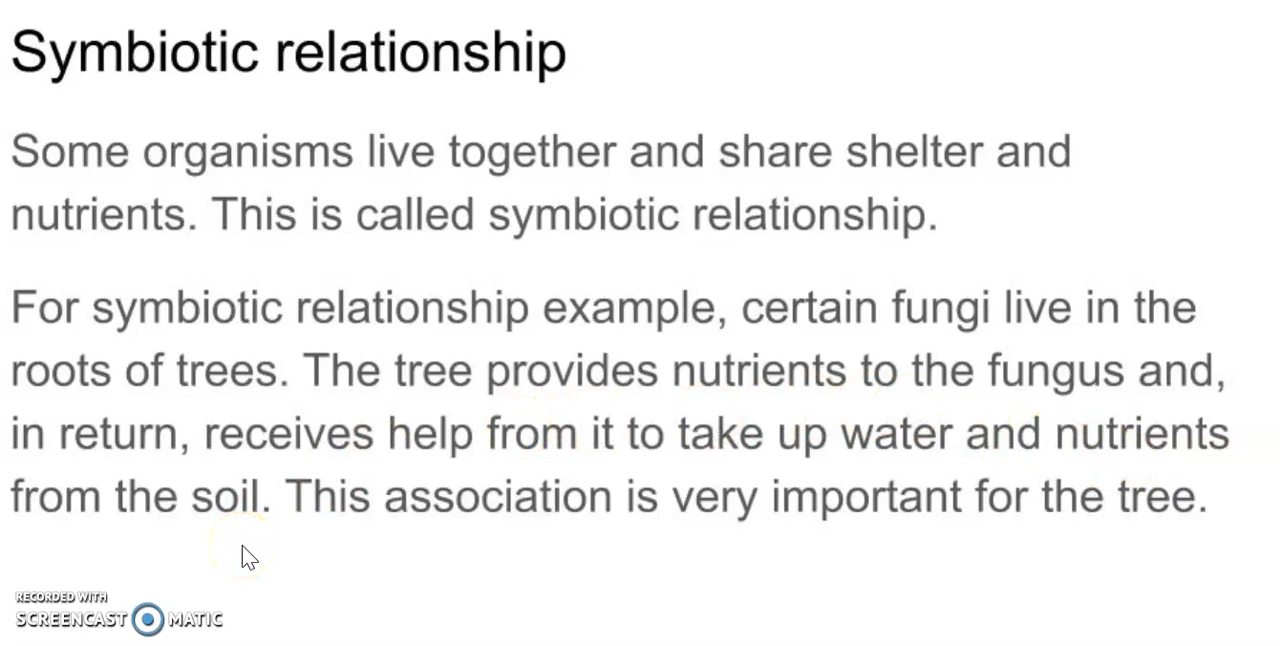 Symbiotic relationship
Some organisms live together and share shelter and
nutrients. This is called symbiotic relationship.
For symbiotic relationship example, certain fungi live in the
roots of trees. The tree provides nutrients to the fungus and,
in return, receives help from it to take up water and nutrients
from the soil. This association is very important for the tree.
RECORDED WITH
SCREENCAST MATIC